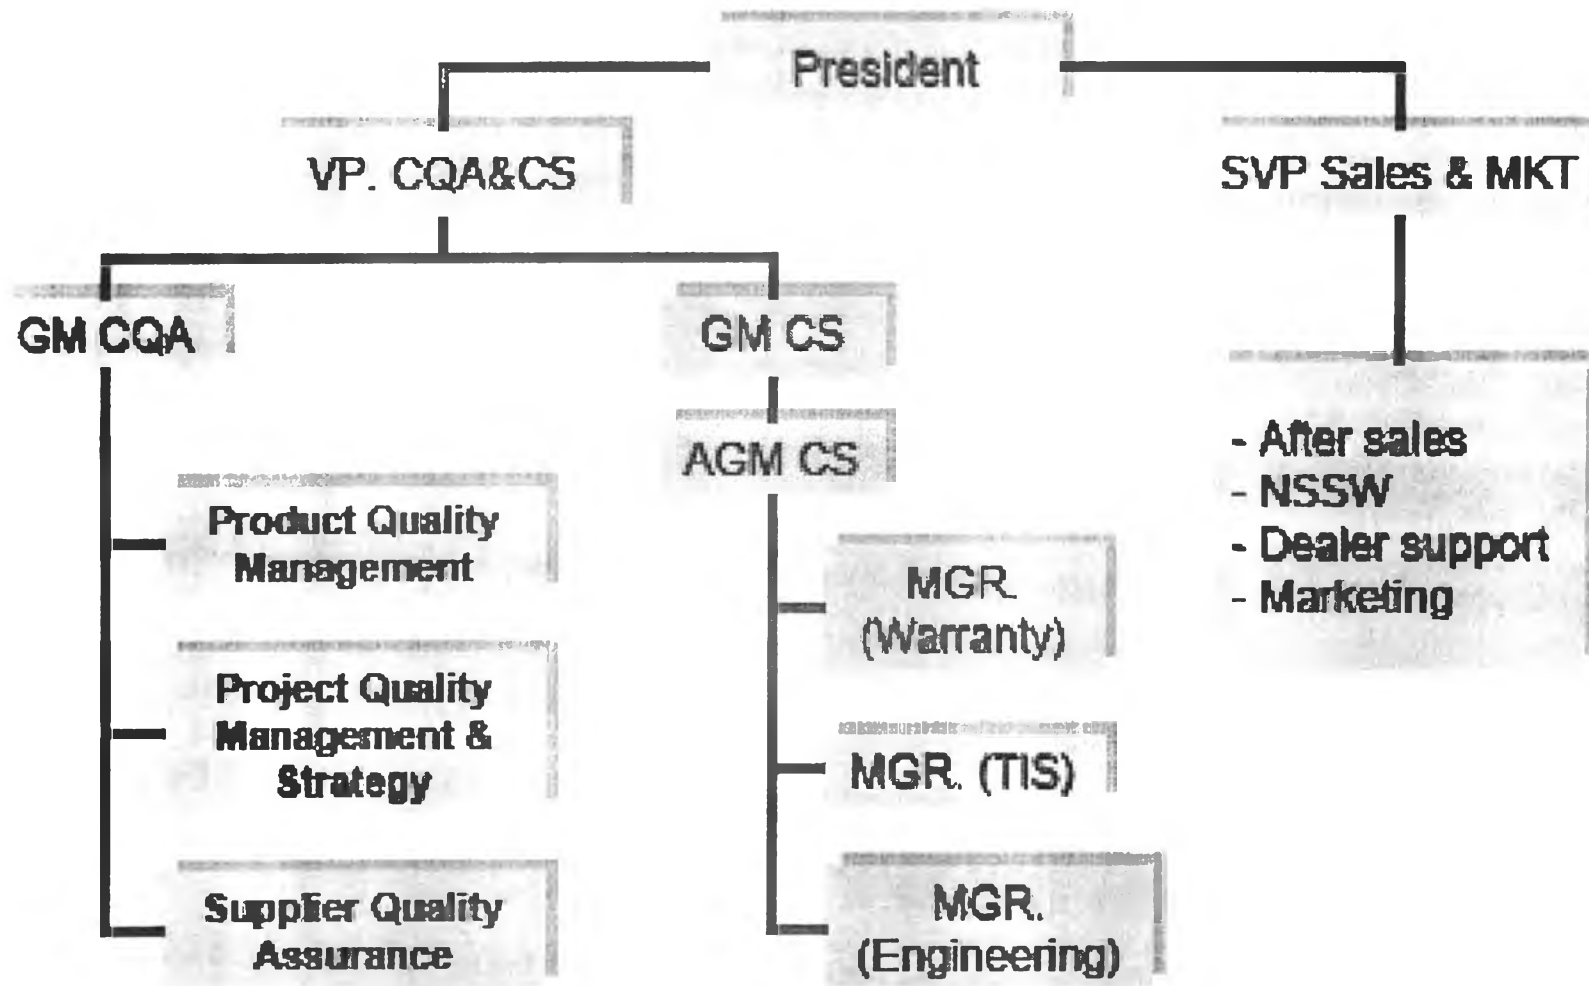 President
VP. CQA&CS
SVP Sales & MKT
GM CQA
GM CS
AGM CS
Product Quality
Management
Project Quality
Management &
Strategy
Supplier Quality
Assurance
MGR.
(Warranty)
MGR. (TIS)
MGR.
(Engineering)
- After sales
- NSSW
- Dealer support
- Marketing